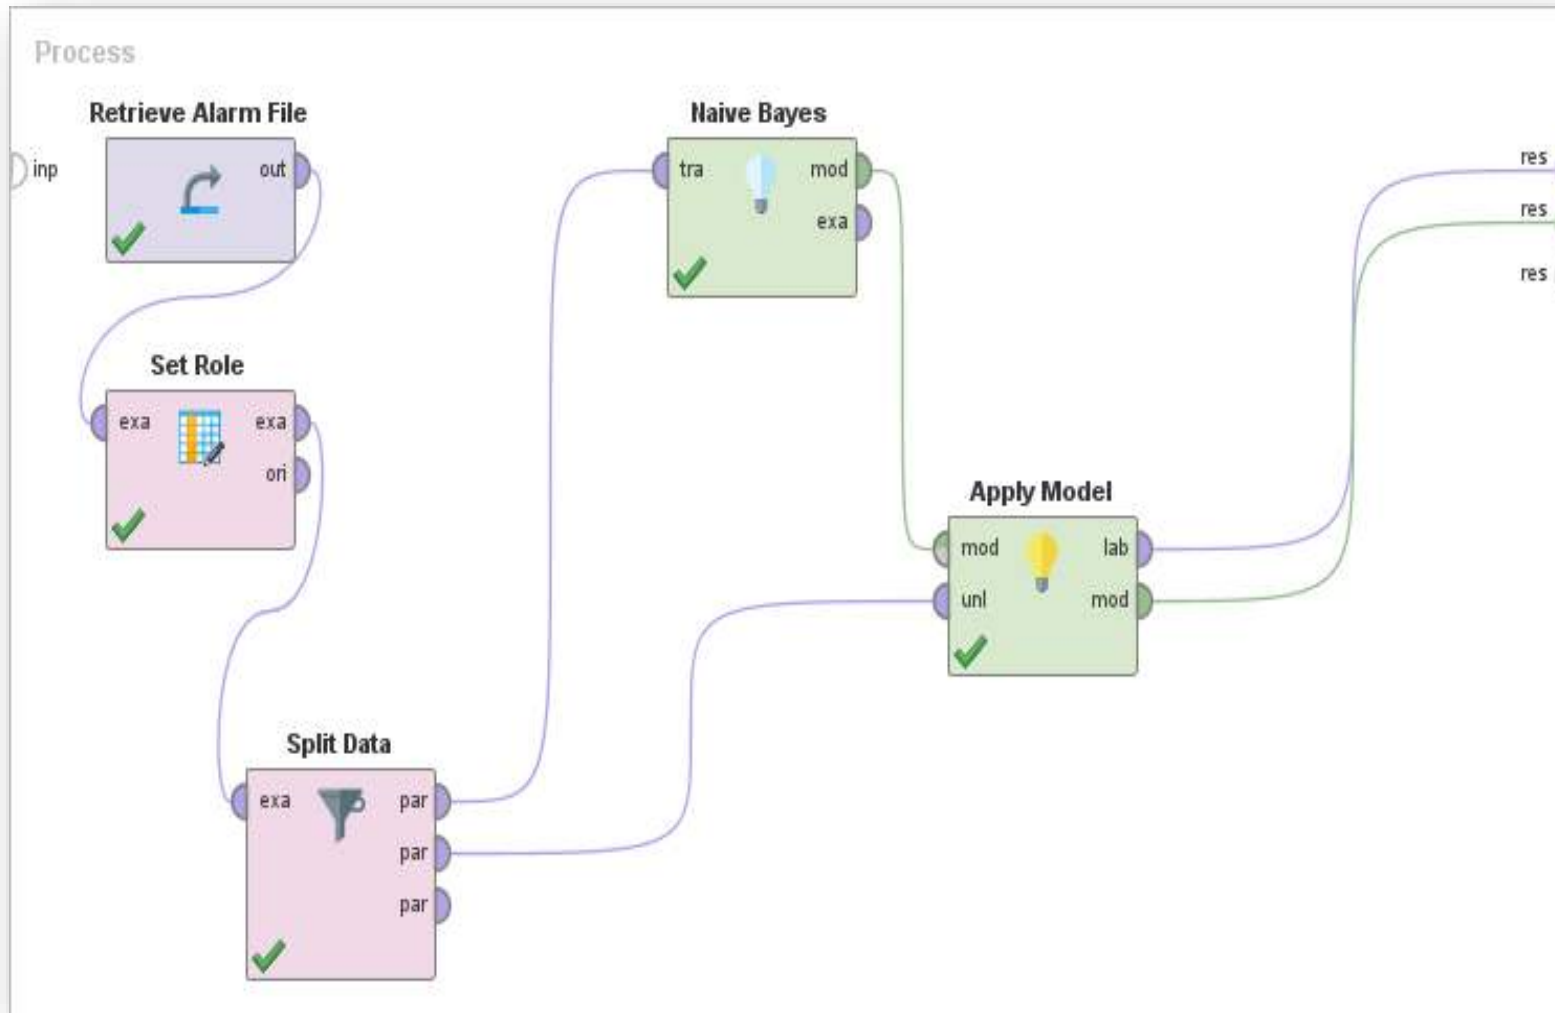 Process
Retrieve Alarm File
inp
out
Set Role
exa
exa
ori
Split Data
exa
par
par
par
Naive Bayes
tra
mod
exa
Apply Model
mod
lab
unl
mod
res
res
res